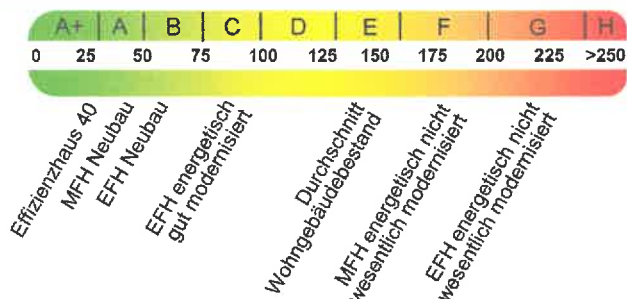 A+ A B C D E F G H
0 25 50 75 100 125 150 175 200 225 >250
Effizienzhaus 40
MFH Neubau
EFH Neubau
EFH energetisch
gut modernisiert
Durchschnitt
Wohngebäudebestand
MFH energetisch nicht
wesentlich modernisiert
EFH energetisch nicht
wesentlich modernisiert